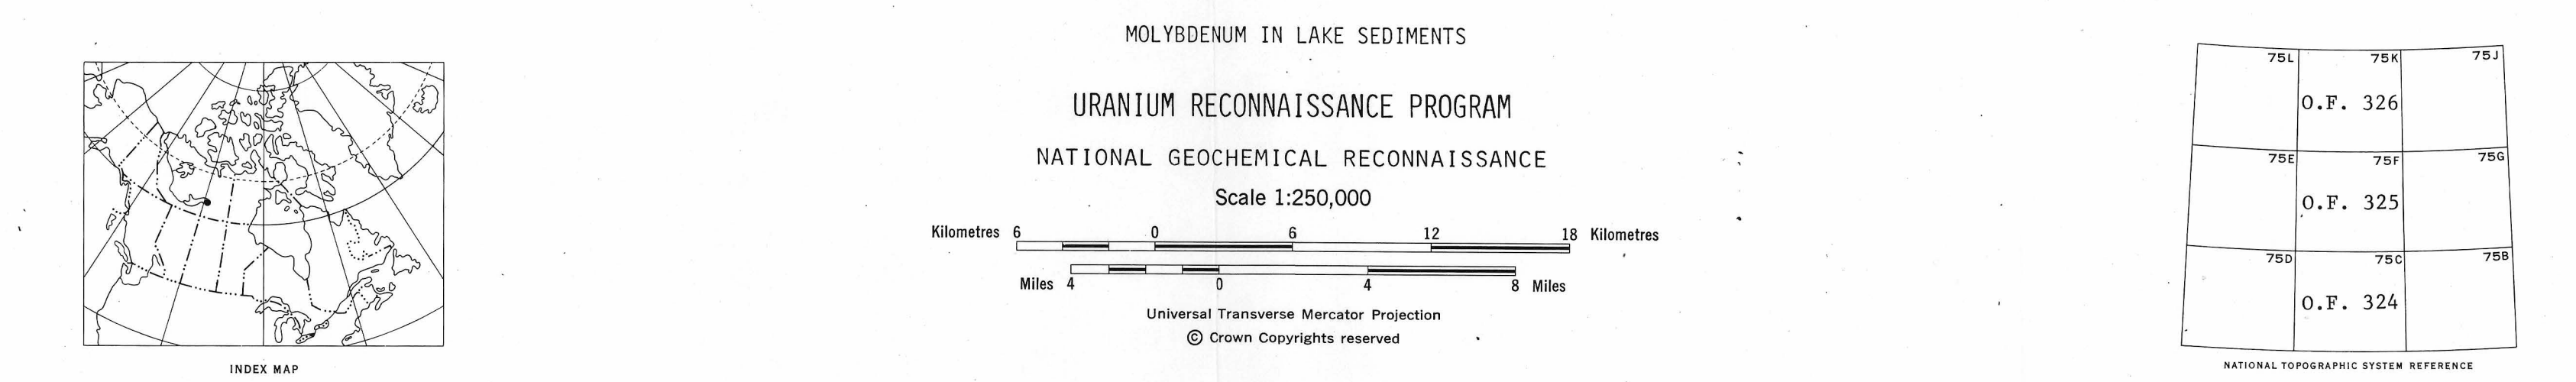 MOLYBDENUM IN LAKE SEDIMENTS
URANIUM RECONNAISSANCE PROGRAM
NATIONAL GEOCHEMICAL RECONNAISSANCE
Scale 1:250,000
Kilometres 6 0 6 12 18 Kilometres
Miles 4 0 4 8 Miles
Universal Transverse Mercator Projection
© Crown Copyrights reserved
INDEX MAP
75L 75K 75J
O.F. 326
75E 75F 75G
O.F. 325
75D 75C 75B
O.F. 324
NATIONAL TOPOGRAPHIC SYSTEM REFERENCE